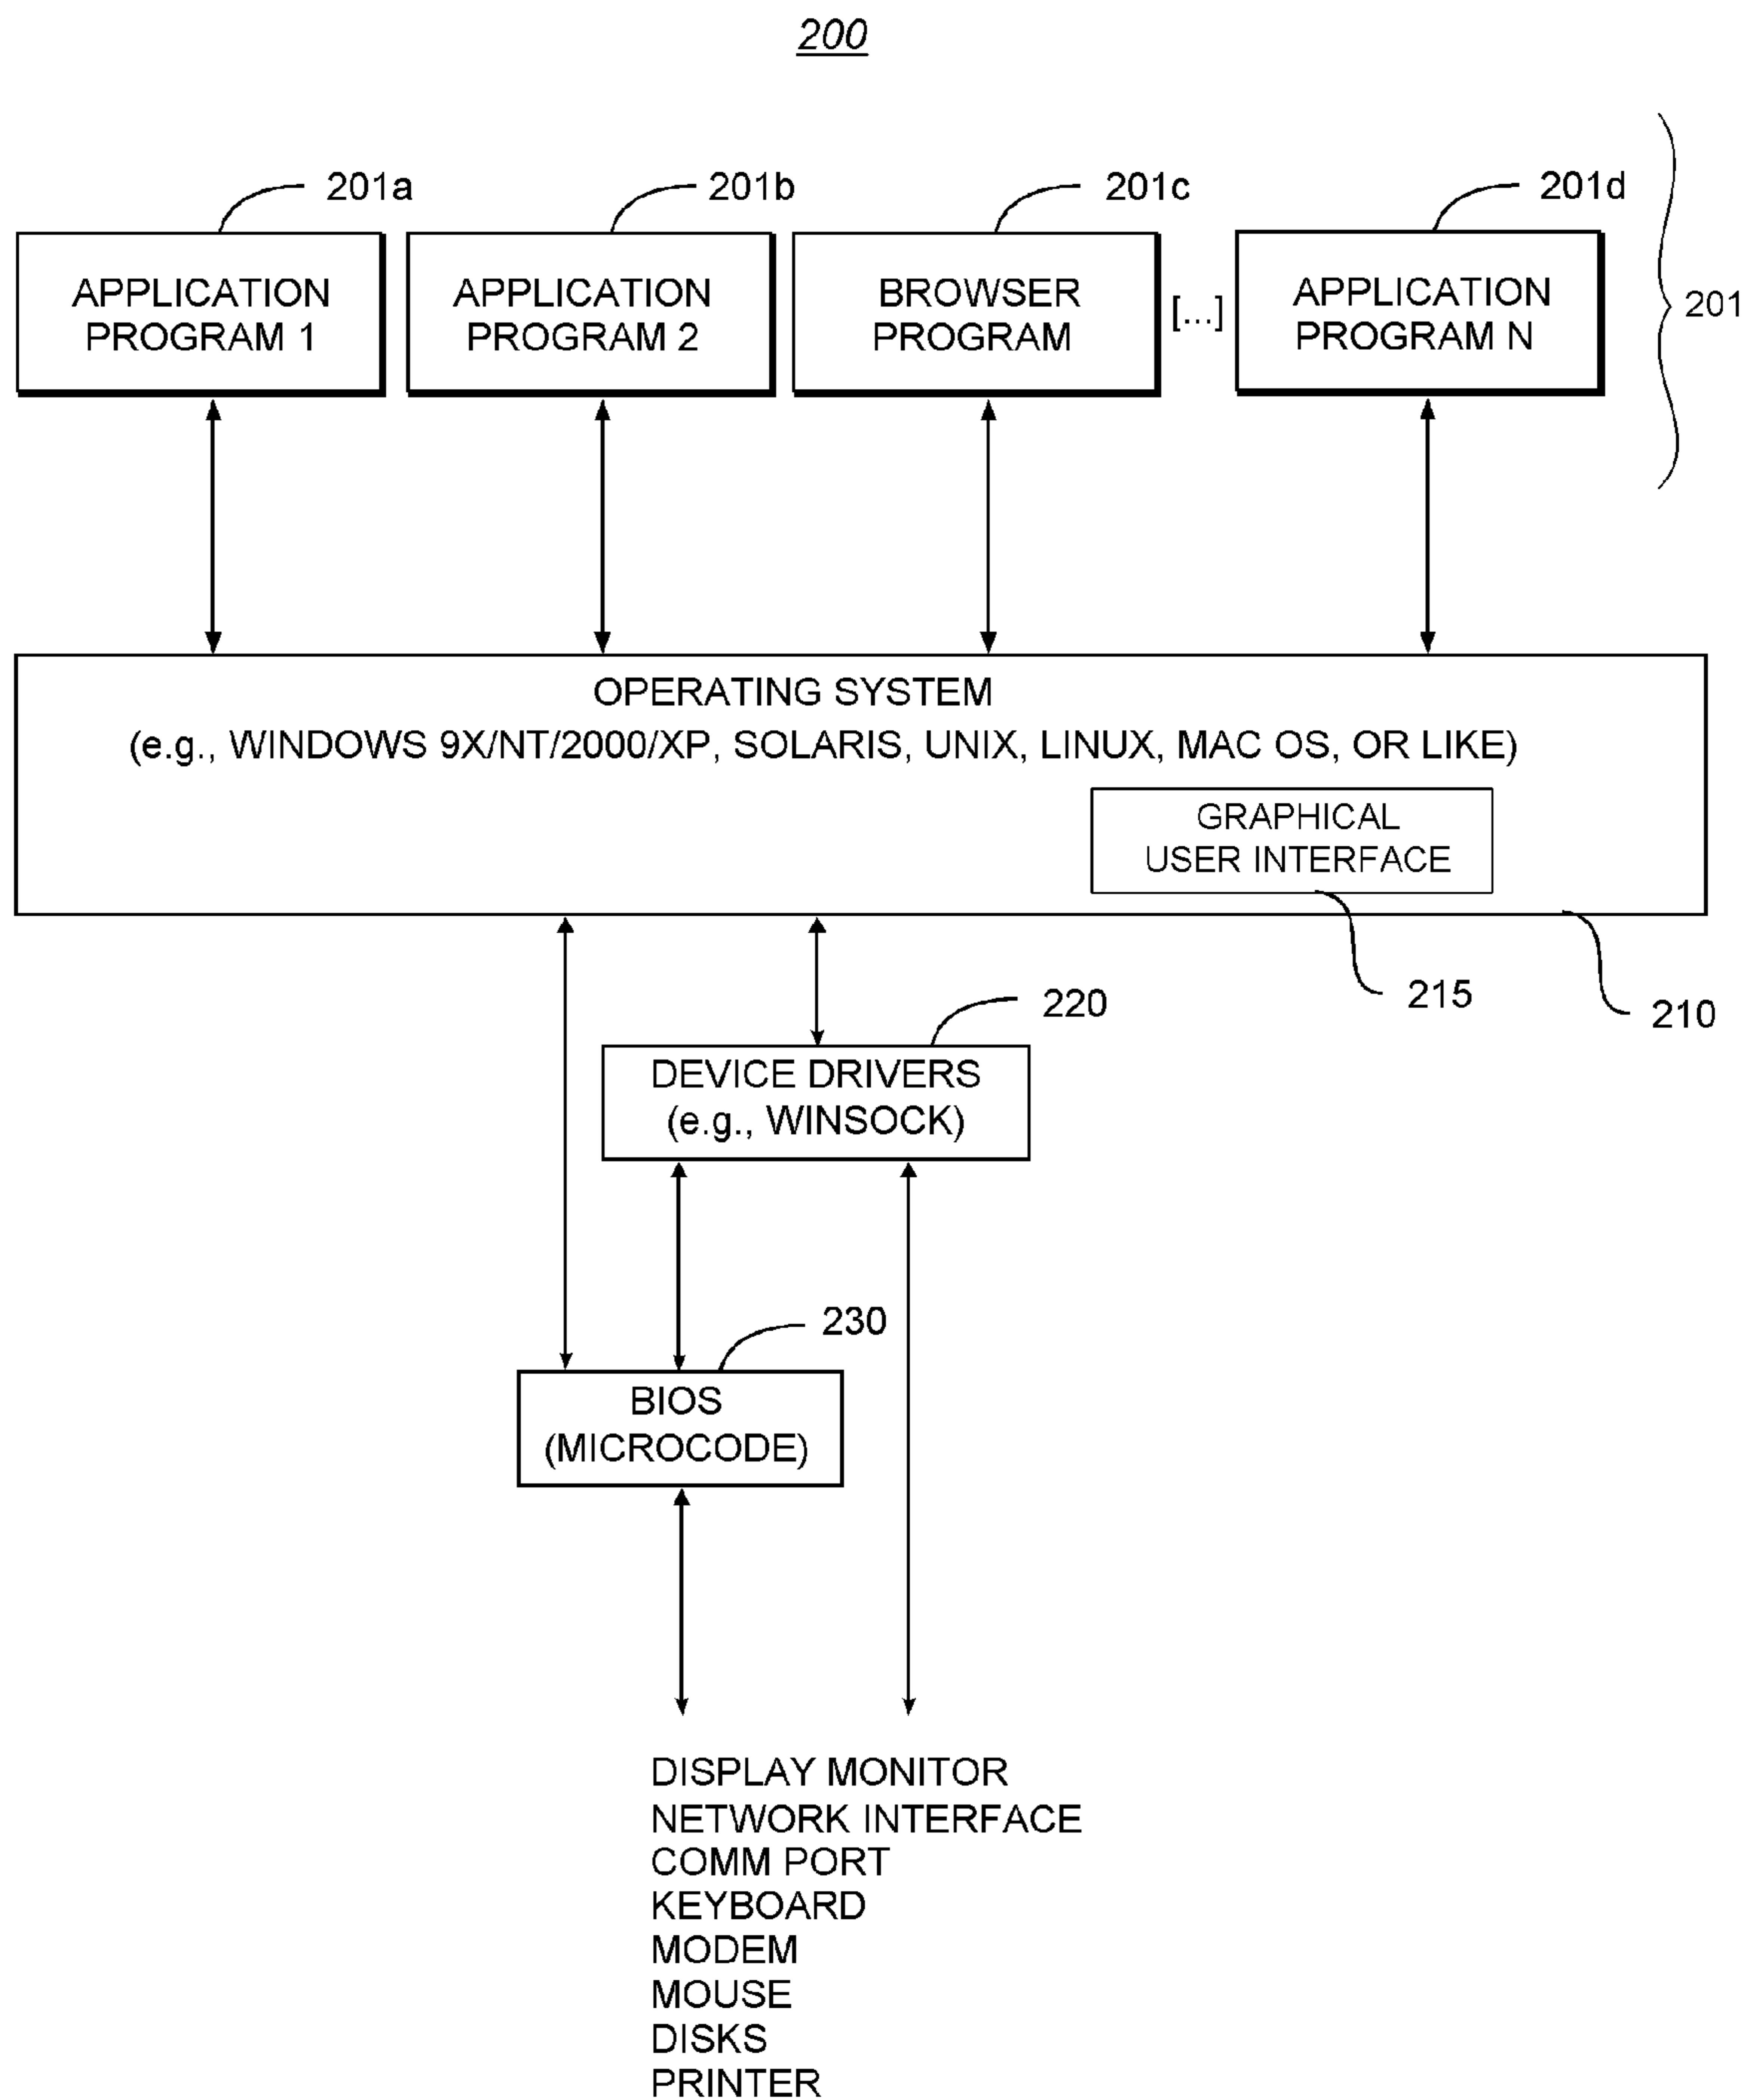 200
201a
201b
201c
201d
APPLICATION
PROGRAM 1
APPLICATION
PROGRAM 2
BROWSER
PROGRAM
[...]
APPLICATION
PROGRAM N
201
OPERATING SYSTEM
(e.g., WINDOWS 9X/NT/2000/XP, SOLARIS, UNIX, LINUX, MAC OS, OR LIKE)
GRAPHICAL
USER INTERFACE
215
210
220
DEVICE DRIVERS
(e.g., WINSOCK)
230
BIOS
(MICROCODE)
DISPLAY MONITOR
NETWORK INTERFACE
COMM PORT
KEYBOARD
MODEM
MOUSE
DISKS
PRINTER